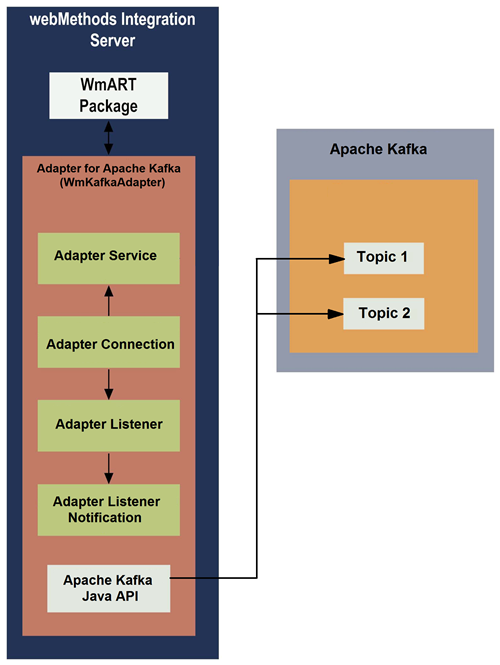 webMethods Integration
Server
WmART
Package
Adapter for Apache Kafka
(WmKafkaAdapter)
Adapter Service
Adapter Connection
Adapter Listener
Adapter Listener
Notification
Apache Kafka
Java API
Apache Kafka
Topic 1
Topic 2